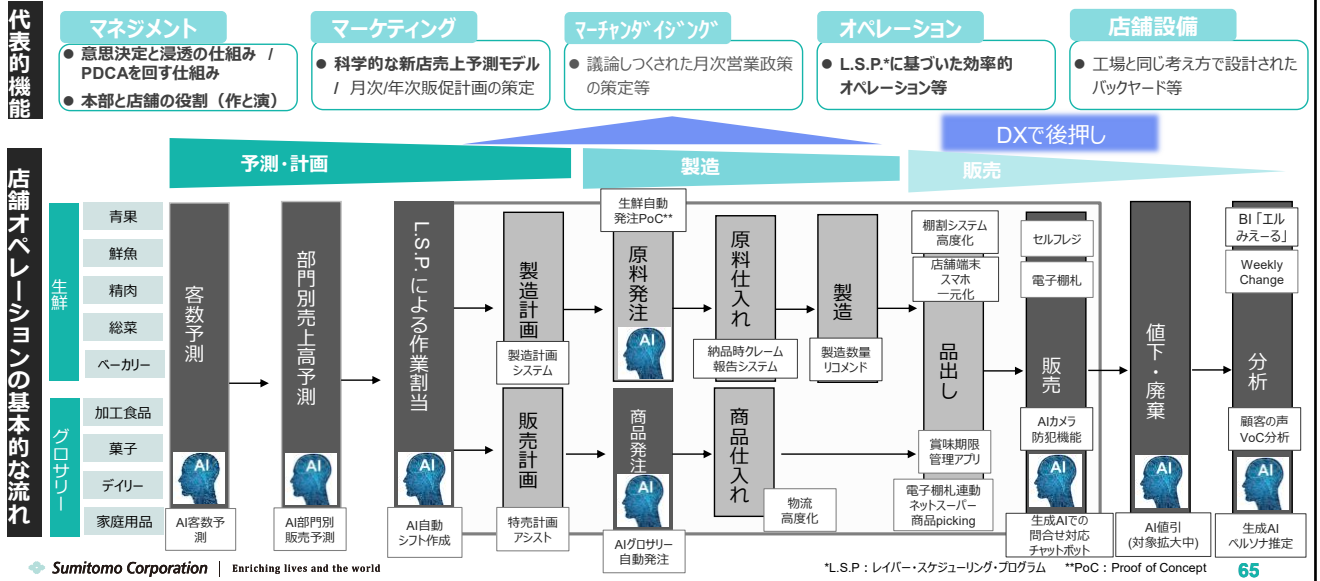 代表的機能
マネジメント
● 意思決定と浸透の仕組み /
PDCAを回す仕組み
● 本部と店舗の役割（作と演）
マーケティング
● 科学的な新店売上予測モデル
/ 月次/年次販促計画の策定
マーチャンダイジング
● 議論しつくされた月次営業政策
の策定等
オペレーション
● L.S.P.*に基づいた効率的
オペレーション等
店舗設備
● 工場と同じ考え方で設計された
バックヤード等
DXで後押し
店舗オペレーションの基本的な流れ
予測・計画
製造
販売
生鮮
青果
鮮魚
精肉
総菜
ベーカリー
グロサリー
加工食品
菓子
デイリー
家庭用品
客数予測
AI
AI客数予
測
部門別売上高予測
AI
AI部門別
販売予測
L.S.P.による作業割当
AI
AI自動
シフト作成
製造計画
製造計画
システム
販売計画
特売計画
アシスト
生鮮自動
発注PoC**
原料発注
AI
商品発注
AI
AIグロサリー
自動発注
原料仕入れ
納品時クレーム
報告システム
商品仕入れ
物流
高度化
製造
製造数量
リコメンド
棚割システム
高度化
店舗端末
スマホ
一元化
品出し
賞味期限
管理アプリ
電子棚札連動
ネットスーパー
商品picking
セルフレジ
電子棚札
販売
AIカメラ
防犯機能
AI
生成AIでの
問合せ対応
チャットボット
値下・廃棄
AI
AI値引
(対象拡大中)
BI「エル
みえーる」
Weekly
Change
分析
顧客の声
VoC分析
AI
生成AI
ペルソナ推定
Sumitomo Corporation | Enriching lives and the world
*L.S.P：レイバー・スケジューリング・プログラム **PoC：Proof of Concept
65